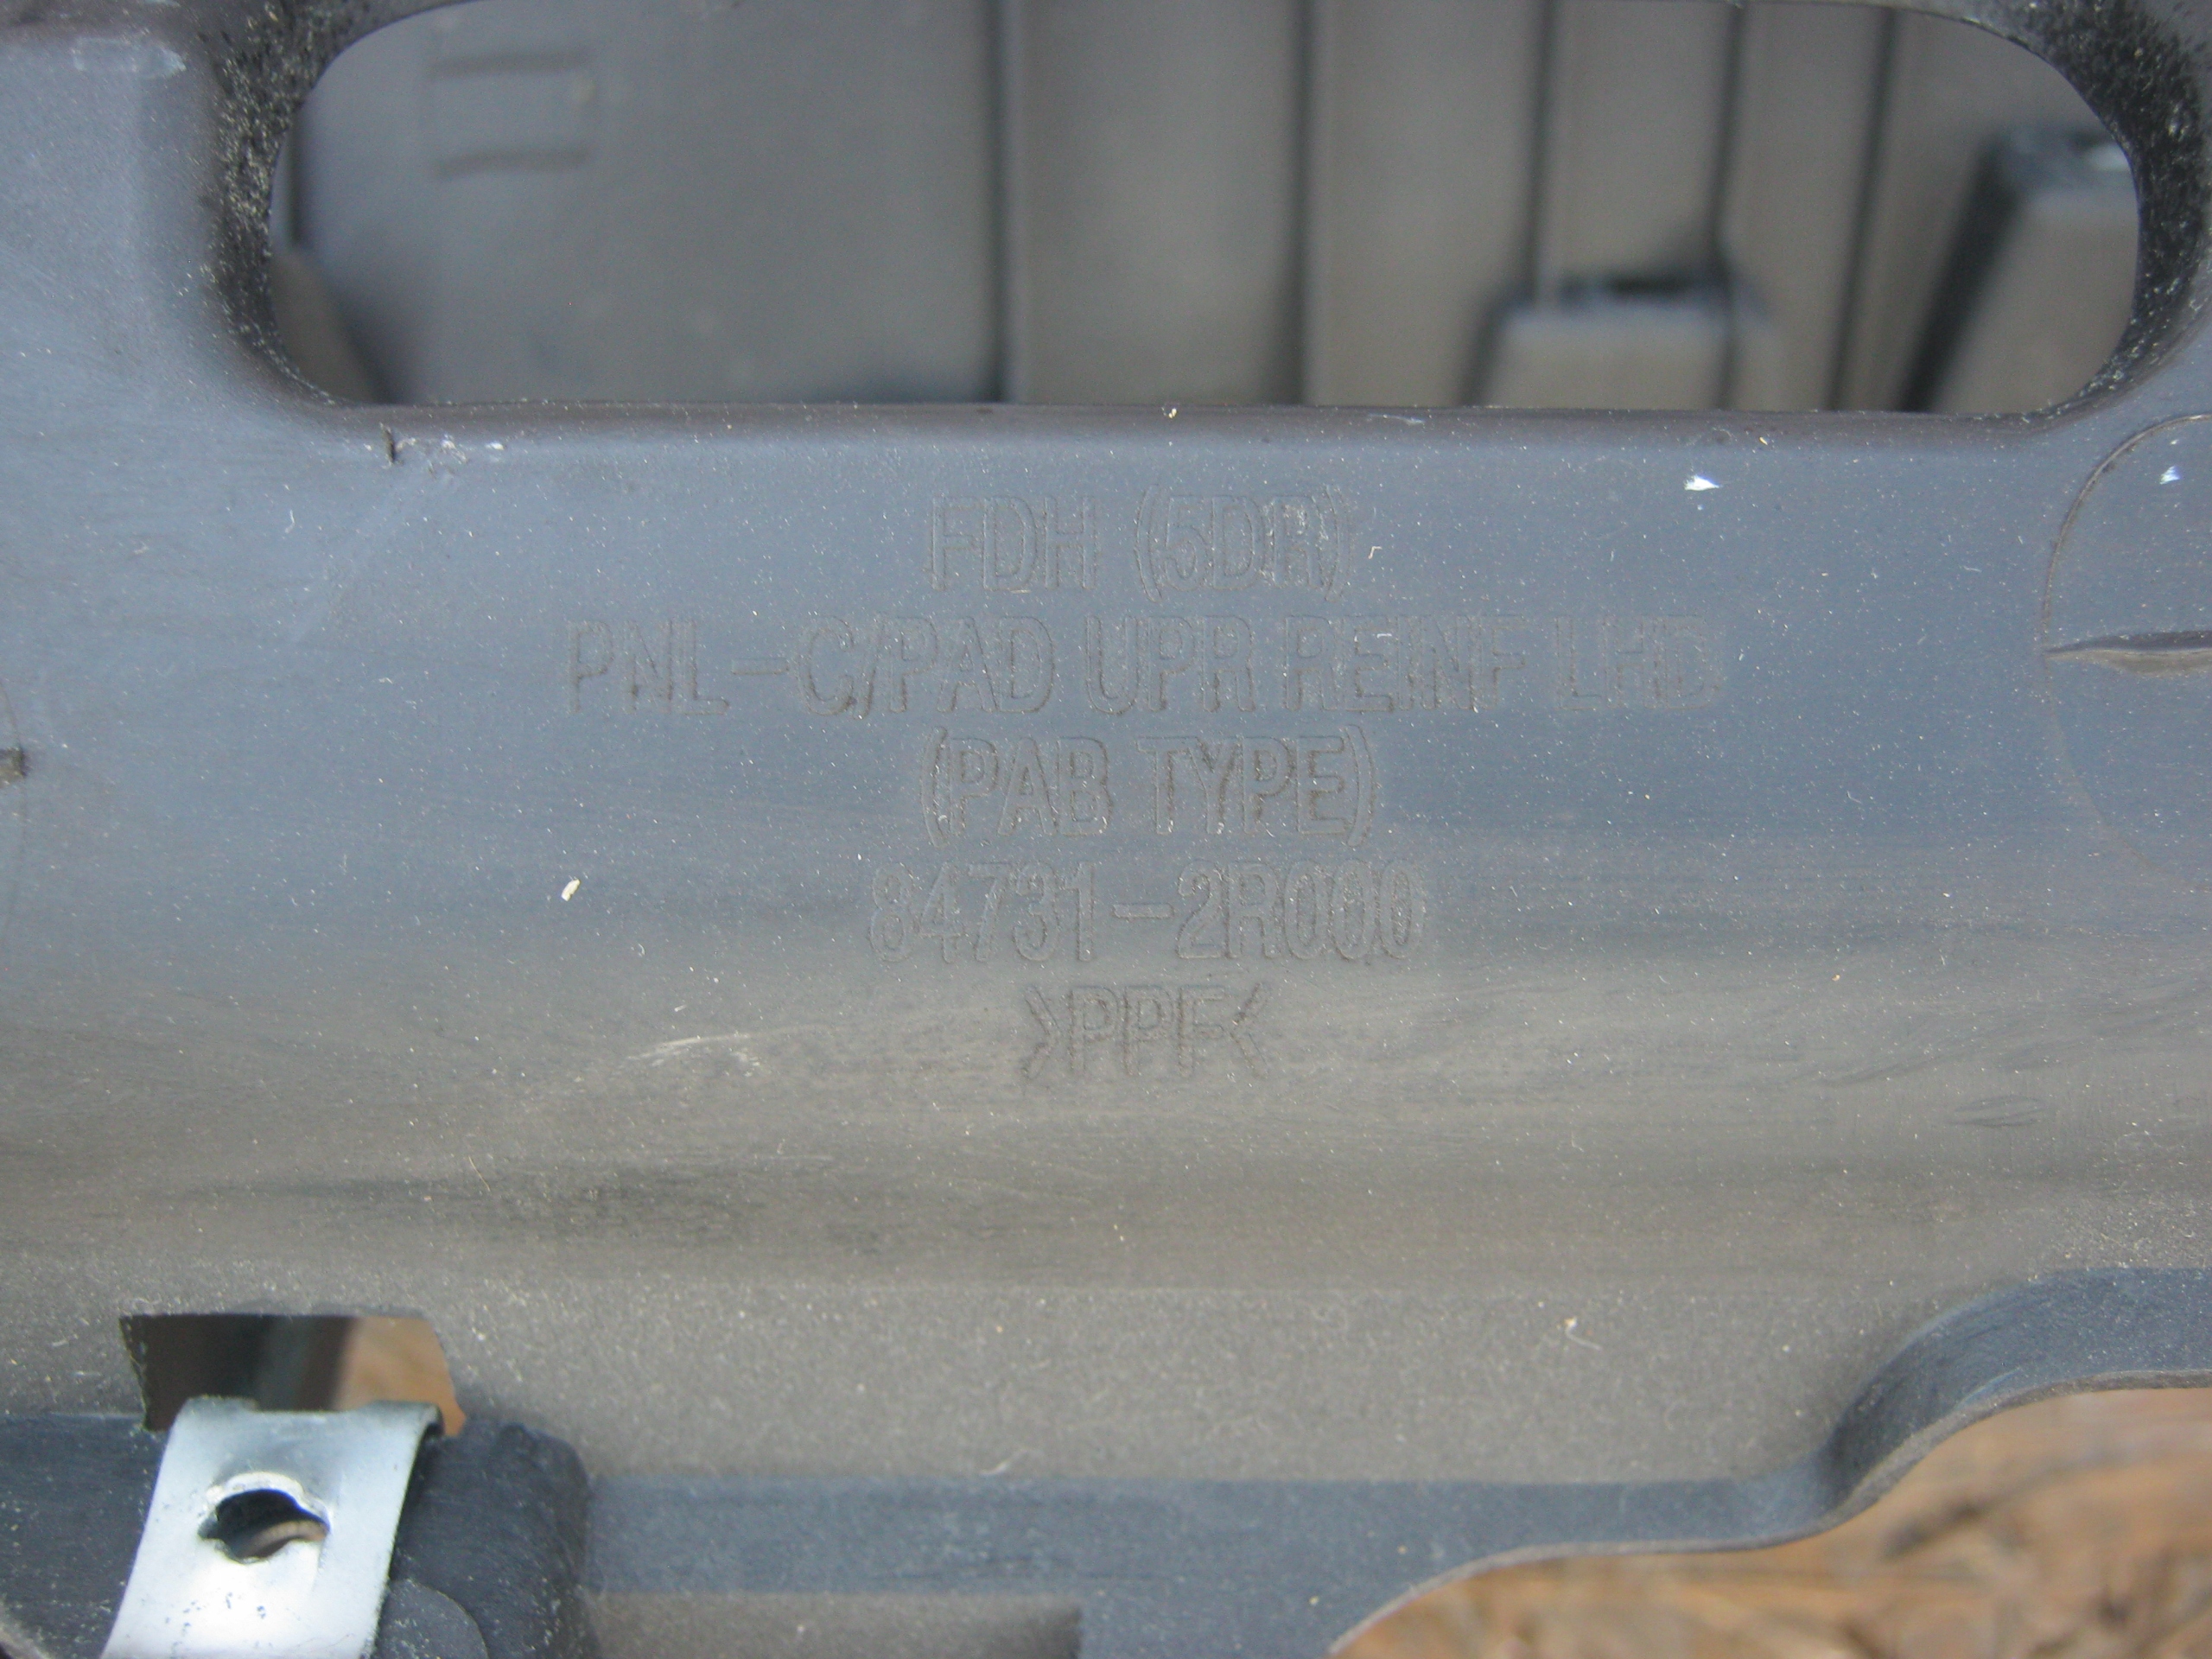 FDH (5DR)
PNL-C/PAD UPR REINF LHD
(PAB TYPE)
84731-2R000
>PPF<